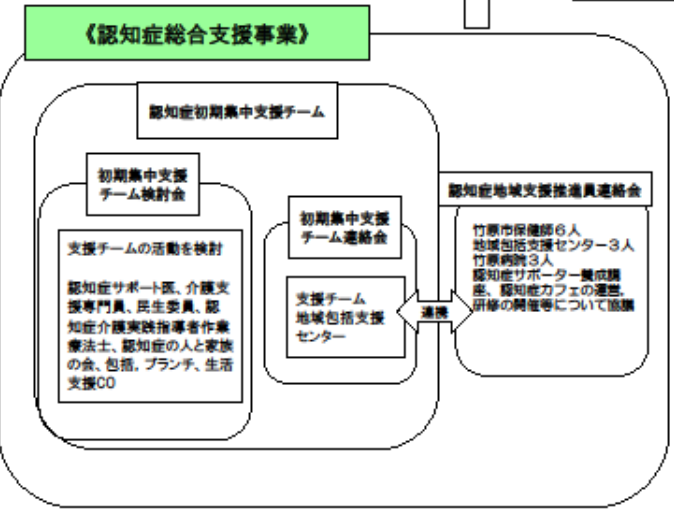 《認知症総合支援事業》
認知症初期集中支援チーム
初期集中支援
チーム検討会
支援チームの活動を検討
認知症サポート医、介護支
援専門員、民生委員、認
知症介護実践指導者作業
療法士、認知症の人と家族
の会、包括，ブランチ、生活
支援CO
初期集中支援
チーム連絡会
支援チーム
地域包括支援
センター
連携
認知症地域支援推進員連絡会
竹原市保健師６人
地域包括支援センター３人
竹原病院３人
認知症サポーター養成講
座、認知症カフェの運営、
研修の開催等について協議